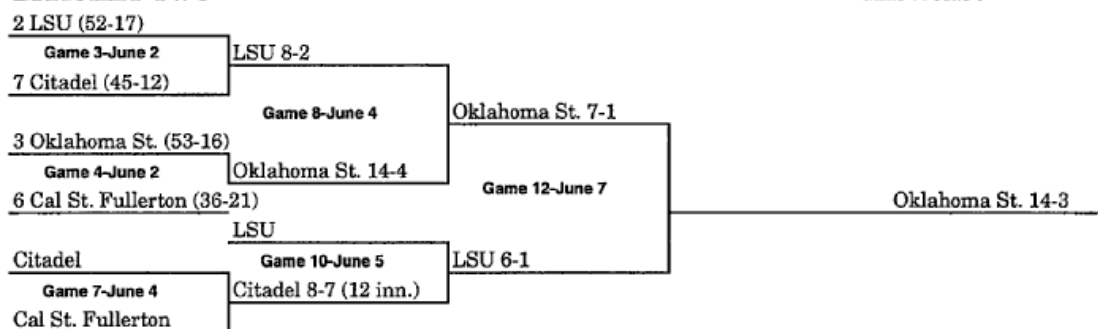 2 LSU (52-17)
Game 3-June 2
LSU 8-2
7 Citadel (45-12)
Game 8-June 4
Oklahoma St. 7-1
3 Oklahoma St. (53-16)
Game 4-June 2
Oklahoma St. 14-4
Game 12-June 7
6 Cal St. Fullerton (36-21)
Oklahoma St. 14-3
LSU
Citadel
Game 10-June 5
LSU 6-1
Game 7-June 4
Citadel 8-7 (12 inn.)
Cal St. Fullerton